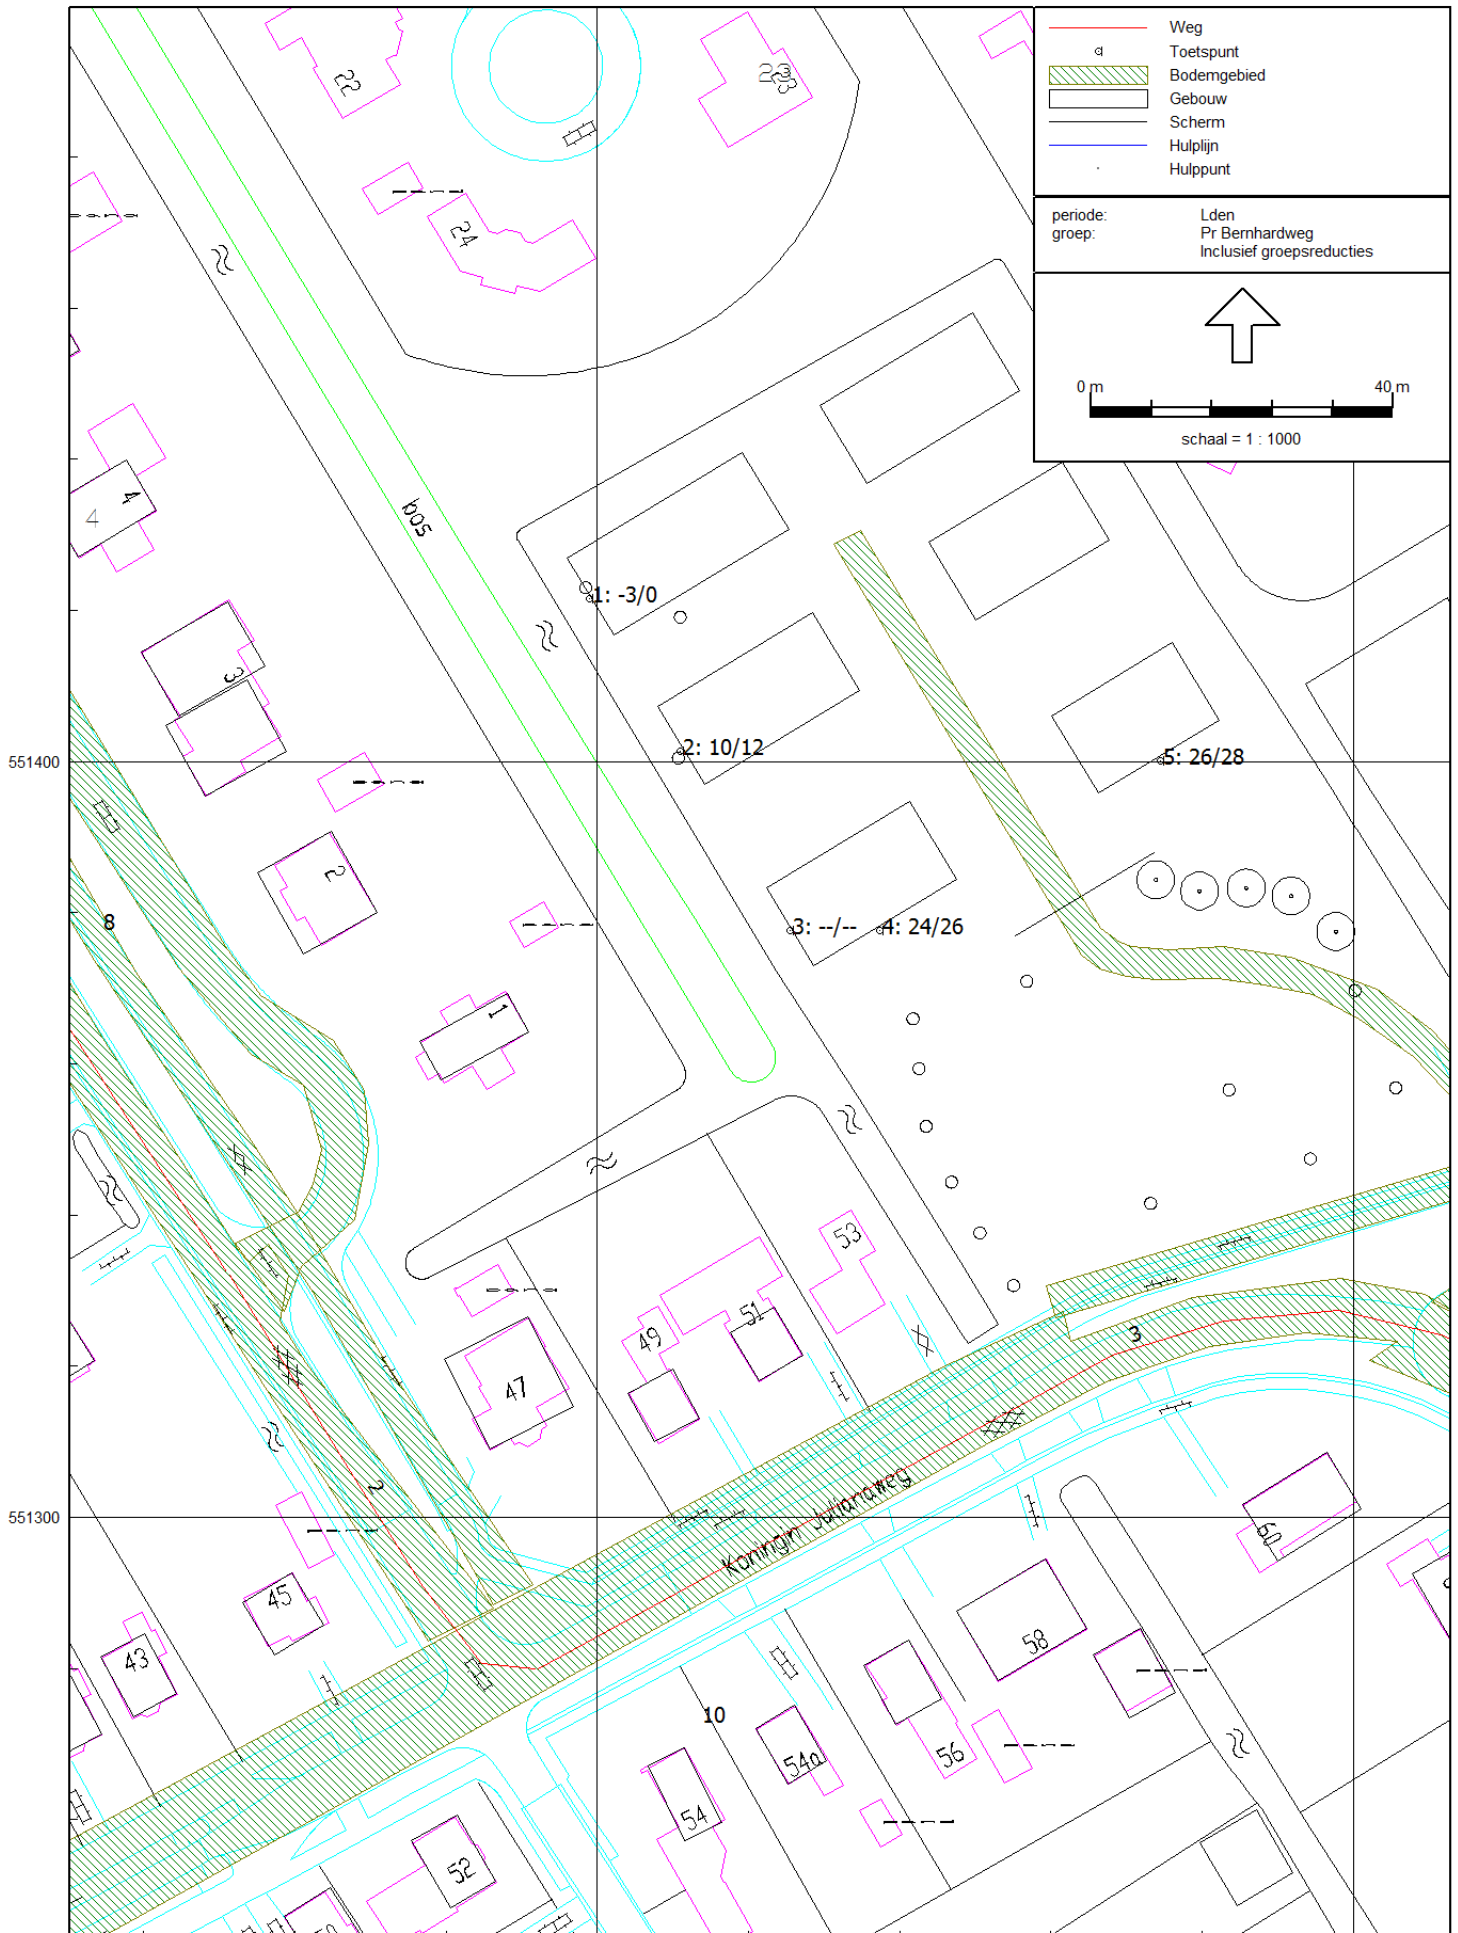 Weg
Toetspunt
Bodemgebied
Gebouw
Scherm
Hulplijn
Hulppunt
periode: Lden
groep: Pr Bernhardweg
Inclusief groepsreducties
0 m 40 m
schaal = 1 : 1000
22
23
23
24
4
4
bos
1: -3/0
3
2: 10/12
5: 26/28
551400
2
8
3: --/--
4: 24/26
1
53
51
49
3
47
2
Koningin Julianaweg
551300
60
45
58
43
10
56
54a
54
52